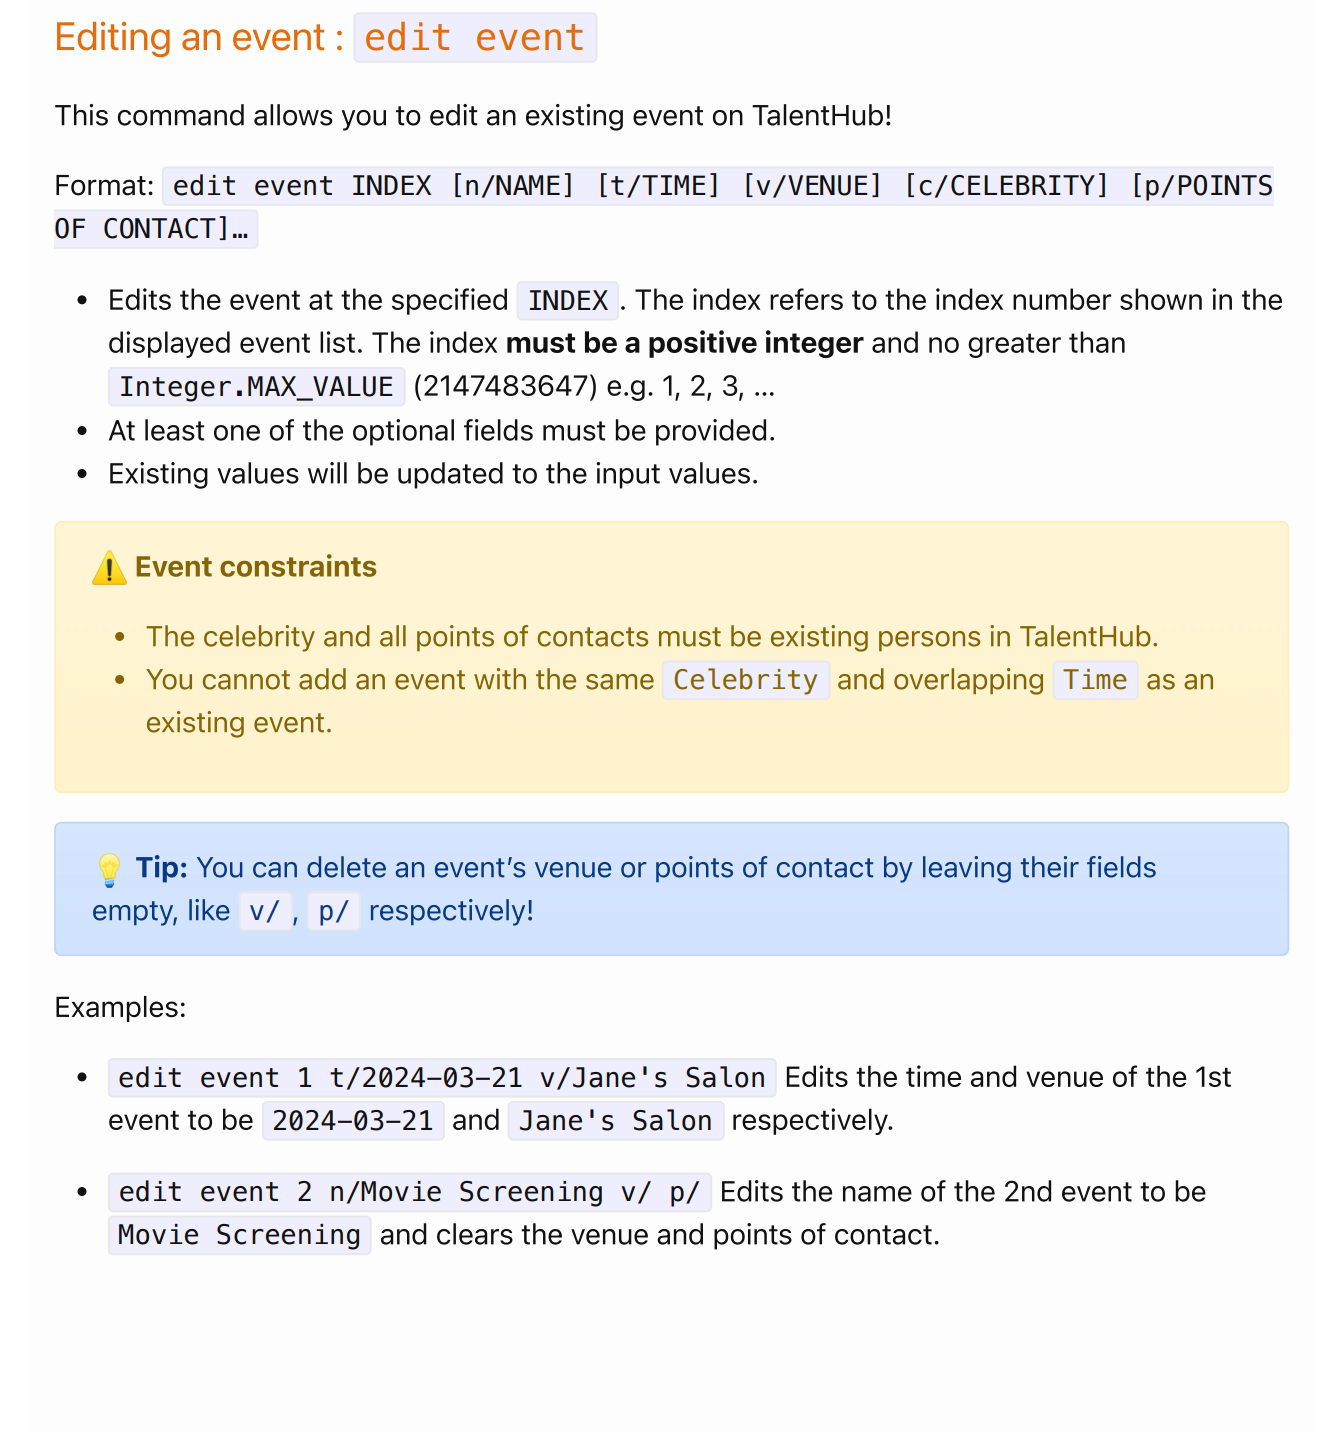 Editing an event : edit event
This command allows you to edit an existing event on TalentHub!
Format: edit event INDEX [n/NAME] [t/TIME] [v/VENUE] [c/CELEBRITY] [p/POINTS
OF CONTACT]…
• Edits the event at the specified INDEX. The index refers to the index number shown in the
displayed event list. The index must be a positive integer and no greater than
Integer.MAX_VALUE (2147483647) e.g. 1, 2, 3, …
• At least one of the optional fields must be provided.
• Existing values will be updated to the input values.
⚠️ Event constraints
• The celebrity and all points of contacts must be existing persons in TalentHub.
• You cannot add an event with the same Celebrity and overlapping Time as an
existing event.
💡 Tip: You can delete an event’s venue or points of contact by leaving their fields
empty, like v/, p/ respectively!
Examples:
• edit event 1 t/2024-03-21 v/Jane's Salon Edits the time and venue of the 1st
event to be 2024-03-21 and Jane's Salon respectively.
• edit event 2 n/Movie Screening v/ p/ Edits the name of the 2nd event to be
Movie Screening and clears the venue and points of contact.